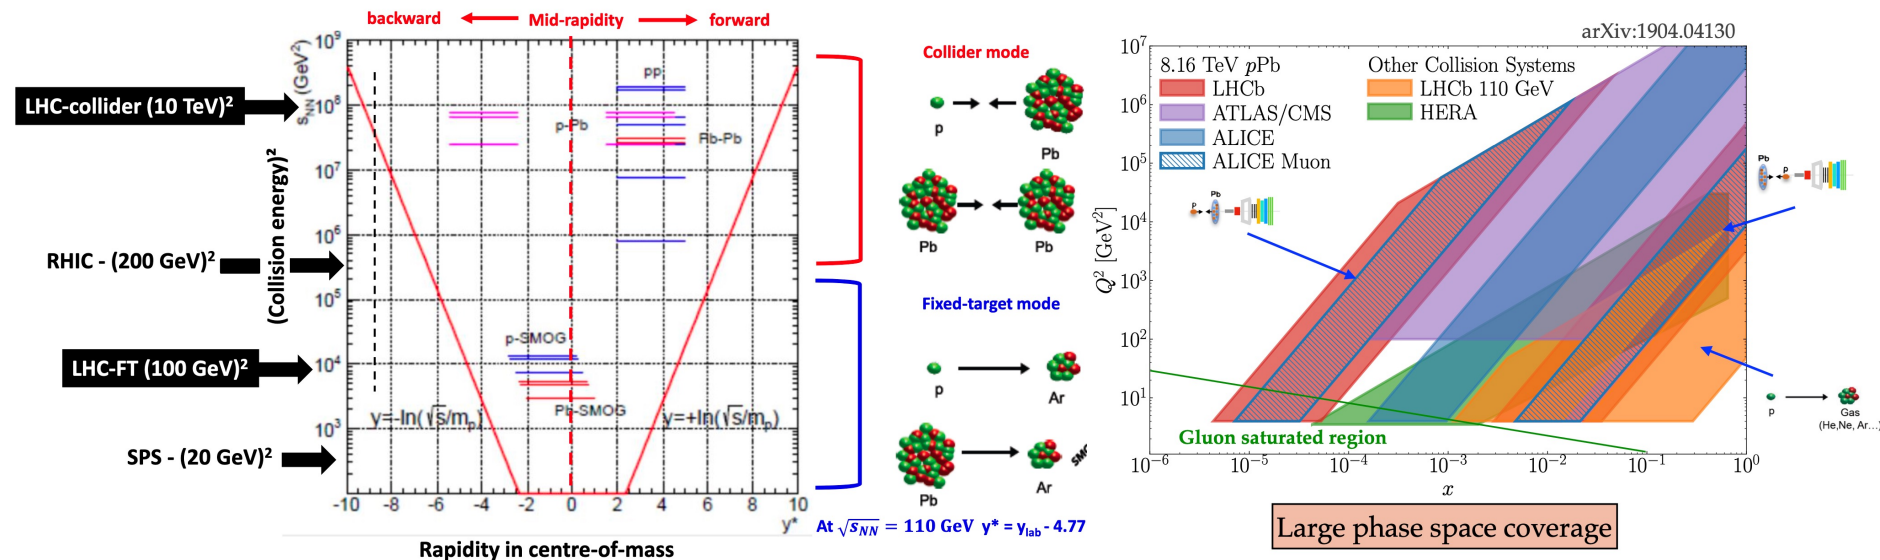 backward
Mid-rapidity
forward
LHC-collider (10 TeV)²
RHIC - (200 GeV)²
LHC-FT (100 GeV)²
SPS - (20 GeV)²
(Collision energy)²
s_NN (GeV²)
10⁹
10⁸
10⁷
10⁶
10⁵
10⁴
10³
pp
p-Pb
Pb-Pb
p-SMOG
Pb-SMOG
y=-ln(√s/m_p)
y=+ln(√s/m_p)
-10 -8 -6 -4 -2 0 2 4 6 8 10
y*
Rapidity in centre-of-mass
Collider mode
p
Pb
Pb
Pb
Fixed-target mode
p
Ar
Pb
Ar
At √s_NN = 110 GeV y* = y_lab - 4.77
arXiv:1904.04130
8.16 TeV pPb
LHCb
ATLAS/CMS
ALICE
ALICE Muon
Other Collision Systems
LHCb 110 GeV
HERA
Q² [GeV²]
10⁷
10⁶
10⁵
10⁴
10³
10²
10¹
p
Pb
Pb
p
p
Gas
(He,Ne, Ar...)
Gluon saturated region
10⁻⁶ 10⁻⁵ 10⁻⁴ 10⁻³ 10⁻² 10⁻¹ 10⁰
x
Large phase space coverage